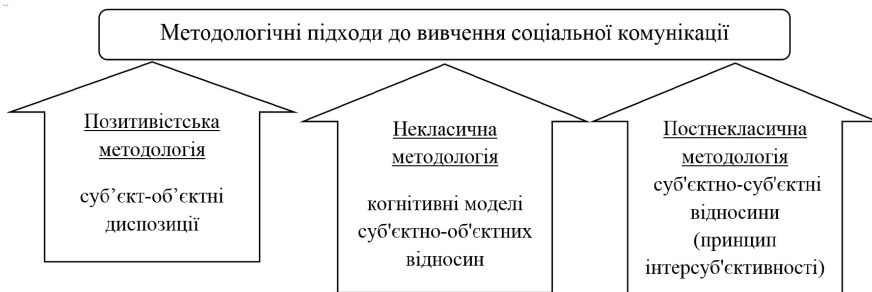 Методологічні підходи до вивчення соціальної комунікації
Позитивістська
методологія
суб’єкт-об’єктні
диспозиції
Некласична
методологія
когнітивні моделі
суб'єктно-об'єктних
відносин
Постнекласична
методологія
суб'єктно-суб'єктні
відносини
(принцип
інтерсуб'єктивності)